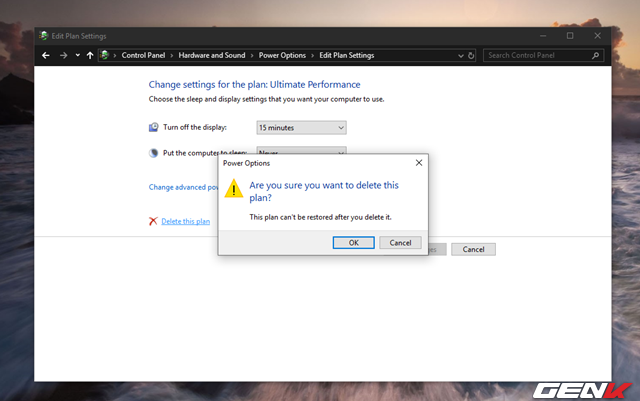 Edit Plan Settings
Control Panel > Hardware and Sound > Power Options > Edit Plan Settings
Search Control Panel
Change settings for the plan: Ultimate Performance
Choose the sleep and display settings that you want your computer to use.
Turn off the display:
15 minutes
Put the computer to sleep:
Never
Change advanced pow
Power Options
Are you sure you want to delete this
plan?
This plan can't be restored after you delete it.
OK
Cancel
Delete this plan
Cancel
GENK